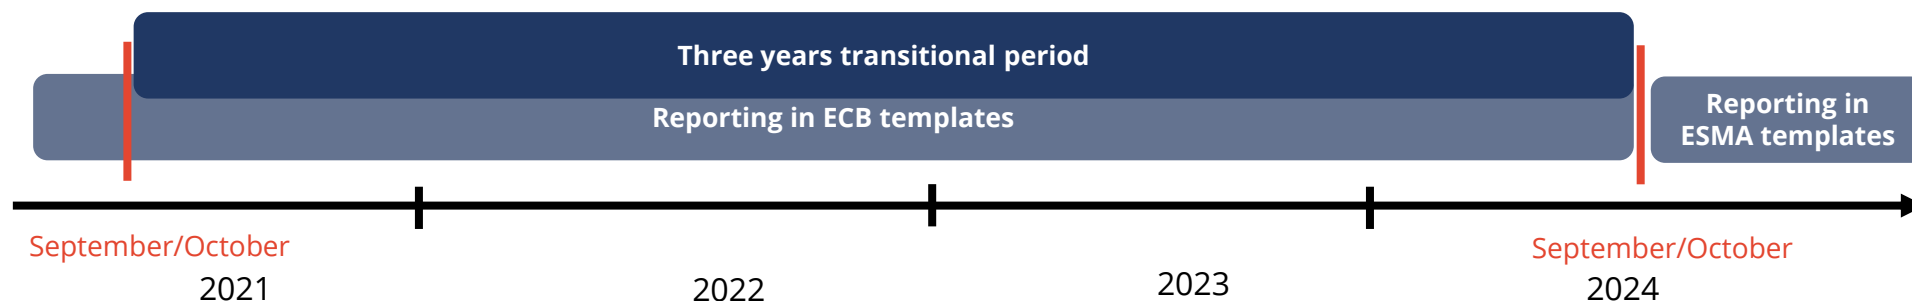 Three years transitional period
Reporting in ECB templates
Reporting in
ESMA templates
September/October
September/October
2021
2022
2023
2024